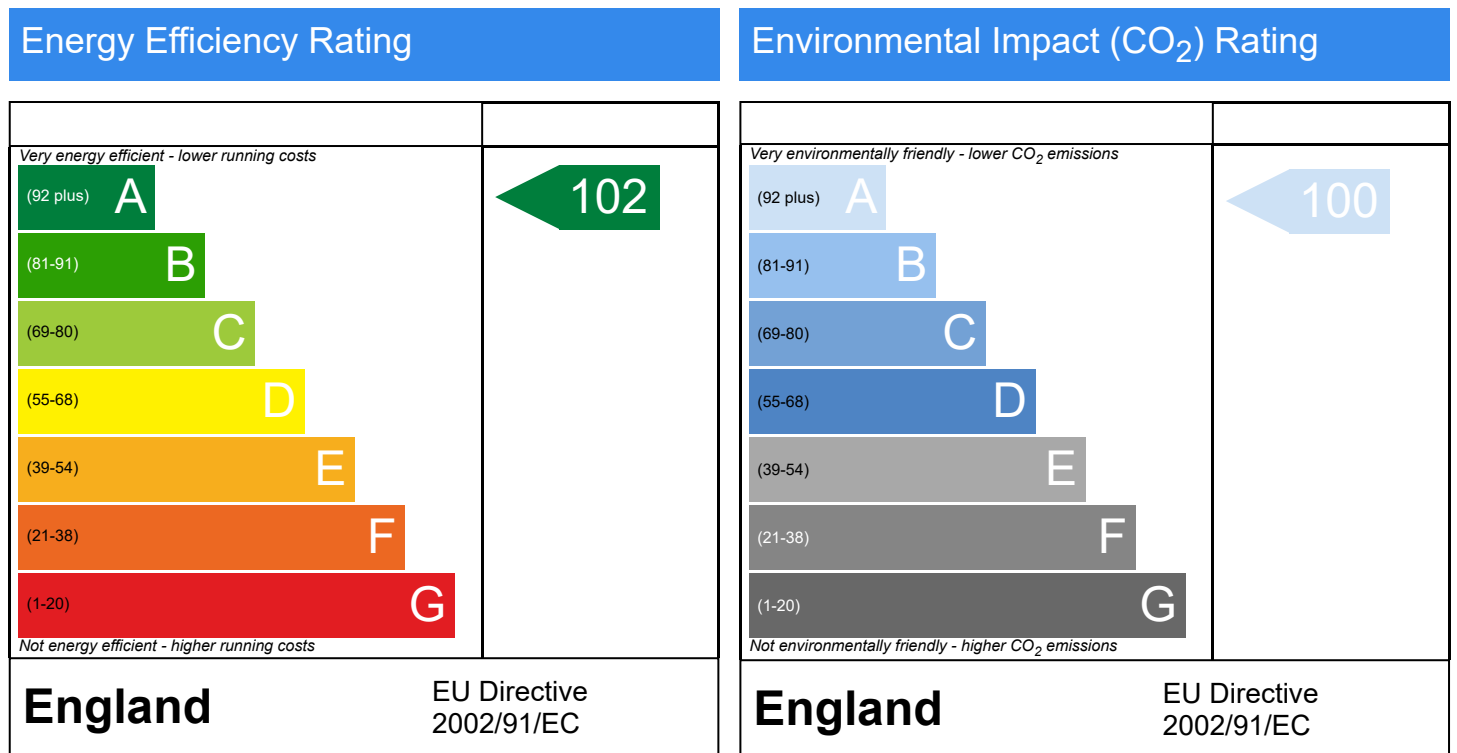 Energy Efficiency Rating
Very energy efficient - lower running costs
(92 plus) A
102
(81-91) B
(69-80) C
(55-68) D
(39-54) E
(21-38) F
(1-20) G
Not energy efficient - higher running costs
England
EU Directive
2002/91/EC
Environmental Impact (CO₂) Rating
Very environmentally friendly - lower CO₂ emissions
(92 plus) A
100
(81-91) B
(69-80) C
(55-68) D
(39-54) E
(21-38) F
(1-20) G
Not environmentally friendly - higher CO₂ emissions
England
EU Directive
2002/91/EC